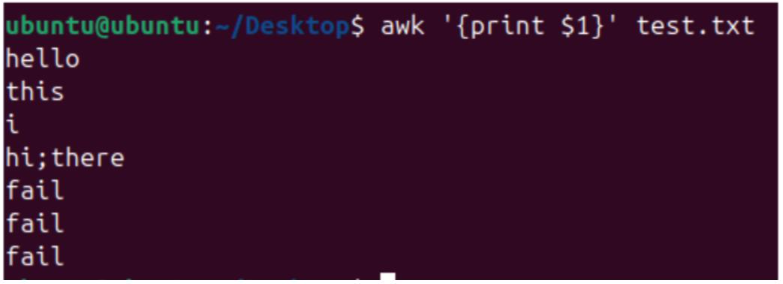 ubuntu@ubuntu:~/Desktop$ awk '{print $1}' test.txt
hello
this
i
hi;there
fail
fail
fail